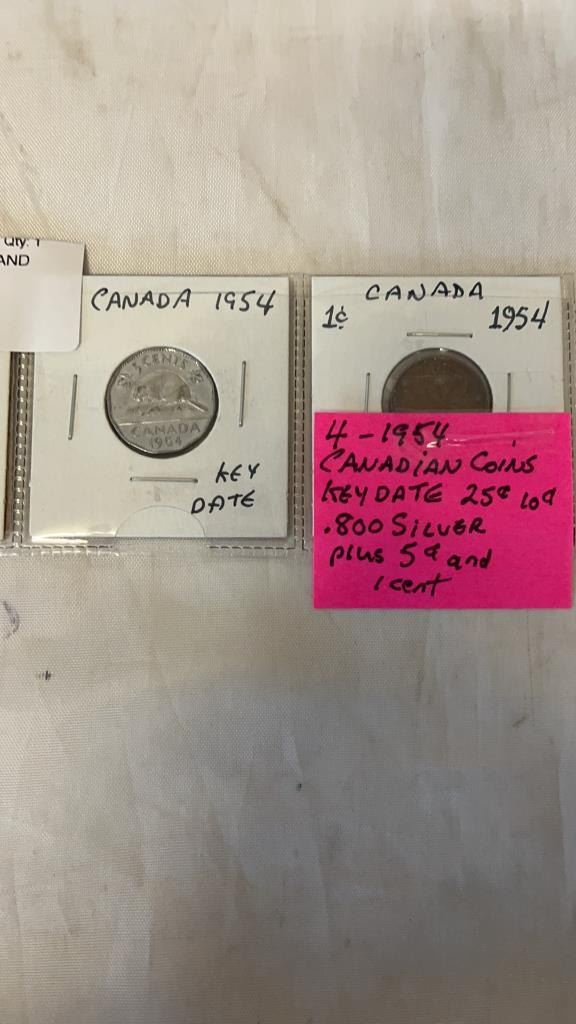 Qty: 1
AND
CANADA 1954
5 CENTS
CANADA
1954
KEY
DATE
CANADA
1¢
1954
4 - 1954
CANADIAN COINS
KEY DATE 25¢ 10¢
.800 SILVER
plus 5¢ and
1 cent